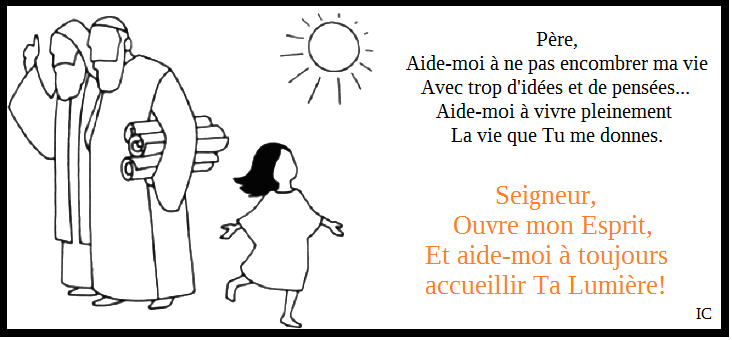 Père,
Aide-moi à ne pas encombrer ma vie
Avec trop d'idées et de pensées...
Aide-moi à vivre pleinement
La vie que Tu me donnes.
Seigneur,
Ouvre mon Esprit,
Et aide-moi à toujours
accueillir Ta Lumière!
IC